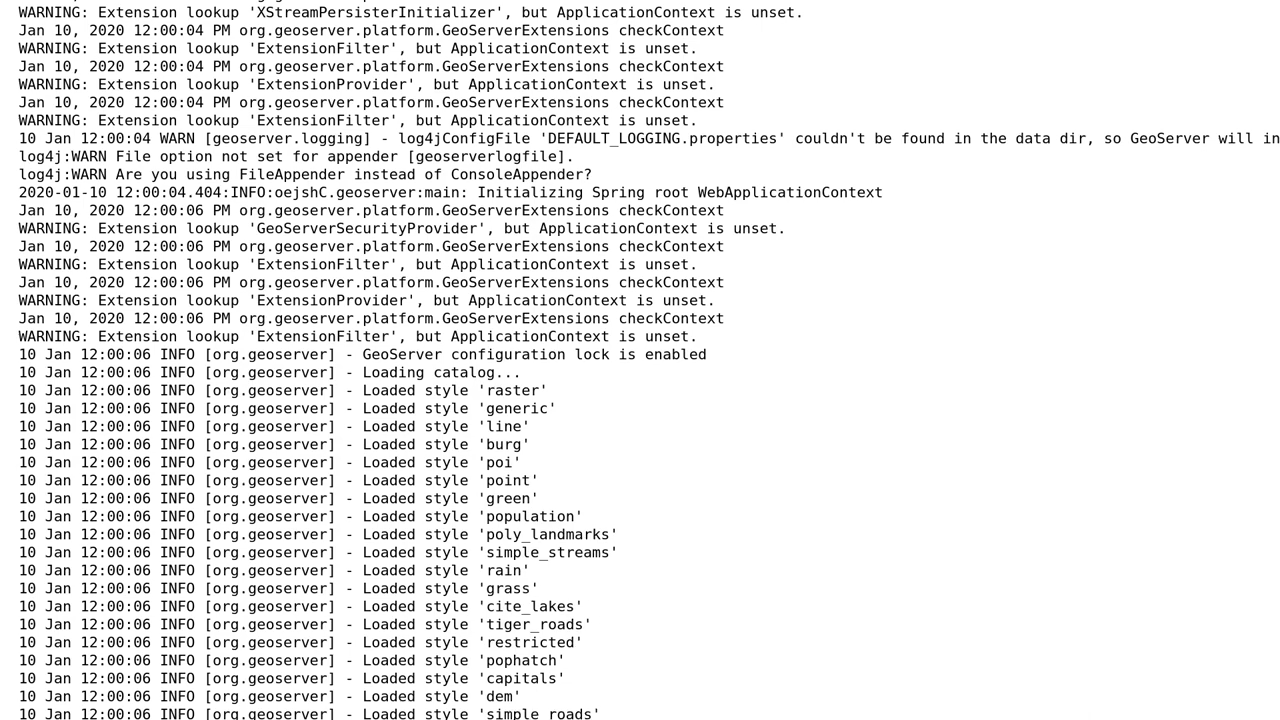 WARNING: Extension lookup 'XStreamPersisterInitializer', but ApplicationContext is unset.
Jan 10, 2020 12:00:04 PM org.geoserver.platform.GeoServerExtensions checkContext
WARNING: Extension lookup 'ExtensionFilter', but ApplicationContext is unset.
Jan 10, 2020 12:00:04 PM org.geoserver.platform.GeoServerExtensions checkContext
WARNING: Extension lookup 'ExtensionProvider', but ApplicationContext is unset.
Jan 10, 2020 12:00:04 PM org.geoserver.platform.GeoServerExtensions checkContext
WARNING: Extension lookup 'ExtensionFilter', but ApplicationContext is unset.
10 Jan 12:00:04 WARN [geoserver.logging] - log4jConfigFile 'DEFAULT_LOGGING.properties' couldn't be found in the data dir, so GeoServer will in
log4j:WARN File option not set for appender [geoserverlogfile].
log4j:WARN Are you using FileAppender instead of ConsoleAppender?
2020-01-10 12:00:04.404:INFO:oejshC.geoserver:main: Initializing Spring root WebApplicationContext
Jan 10, 2020 12:00:06 PM org.geoserver.platform.GeoServerExtensions checkContext
WARNING: Extension lookup 'GeoServerSecurityProvider', but ApplicationContext is unset.
Jan 10, 2020 12:00:06 PM org.geoserver.platform.GeoServerExtensions checkContext
WARNING: Extension lookup 'ExtensionFilter', but ApplicationContext is unset.
Jan 10, 2020 12:00:06 PM org.geoserver.platform.GeoServerExtensions checkContext
WARNING: Extension lookup 'ExtensionProvider', but ApplicationContext is unset.
Jan 10, 2020 12:00:06 PM org.geoserver.platform.GeoServerExtensions checkContext
WARNING: Extension lookup 'ExtensionFilter', but ApplicationContext is unset.
10 Jan 12:00:06 INFO [org.geoserver] - GeoServer configuration lock is enabled
10 Jan 12:00:06 INFO [org.geoserver] - Loading catalog...
10 Jan 12:00:06 INFO [org.geoserver] - Loaded style 'raster'
10 Jan 12:00:06 INFO [org.geoserver] - Loaded style 'generic'
10 Jan 12:00:06 INFO [org.geoserver] - Loaded style 'line'
10 Jan 12:00:06 INFO [org.geoserver] - Loaded style 'burg'
10 Jan 12:00:06 INFO [org.geoserver] - Loaded style 'poi'
10 Jan 12:00:06 INFO [org.geoserver] - Loaded style 'point'
10 Jan 12:00:06 INFO [org.geoserver] - Loaded style 'green'
10 Jan 12:00:06 INFO [org.geoserver] - Loaded style 'population'
10 Jan 12:00:06 INFO [org.geoserver] - Loaded style 'poly_landmarks'
10 Jan 12:00:06 INFO [org.geoserver] - Loaded style 'simple_streams'
10 Jan 12:00:06 INFO [org.geoserver] - Loaded style 'rain'
10 Jan 12:00:06 INFO [org.geoserver] - Loaded style 'grass'
10 Jan 12:00:06 INFO [org.geoserver] - Loaded style 'cite_lakes'
10 Jan 12:00:06 INFO [org.geoserver] - Loaded style 'tiger_roads'
10 Jan 12:00:06 INFO [org.geoserver] - Loaded style 'restricted'
10 Jan 12:00:06 INFO [org.geoserver] - Loaded style 'pophatch'
10 Jan 12:00:06 INFO [org.geoserver] - Loaded style 'capitals'
10 Jan 12:00:06 INFO [org.geoserver] - Loaded style 'dem'
10 Jan 12:00:06 INFO [org.geoserver] - Loaded style 'simple_roads'